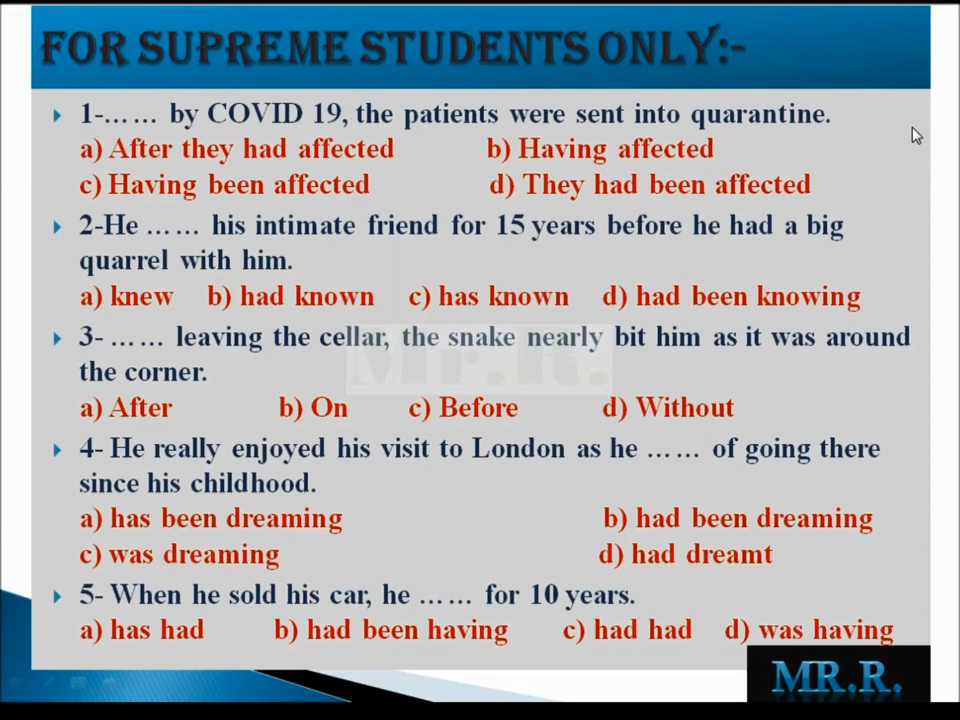 FOR SUPREME STUDENTS ONLY:-
1-…… by COVID 19, the patients were sent into quarantine.
a) After they had affected b) Having affected
c) Having been affected d) They had been affected
2-He …… his intimate friend for 15 years before he had a big
quarrel with him.
a) knew b) had known c) has known d) had been knowing
3- …… leaving the cellar, the snake nearly bit him as it was around
the corner.
a) After b) On c) Before d) Without
4- He really enjoyed his visit to London as he …… of going there
since his childhood.
a) has been dreaming b) had been dreaming
c) was dreaming d) had dreamt
5- When he sold his car, he …… for 10 years.
a) has had b) had been having c) had had d) was having
Mr.R.
MR.R.